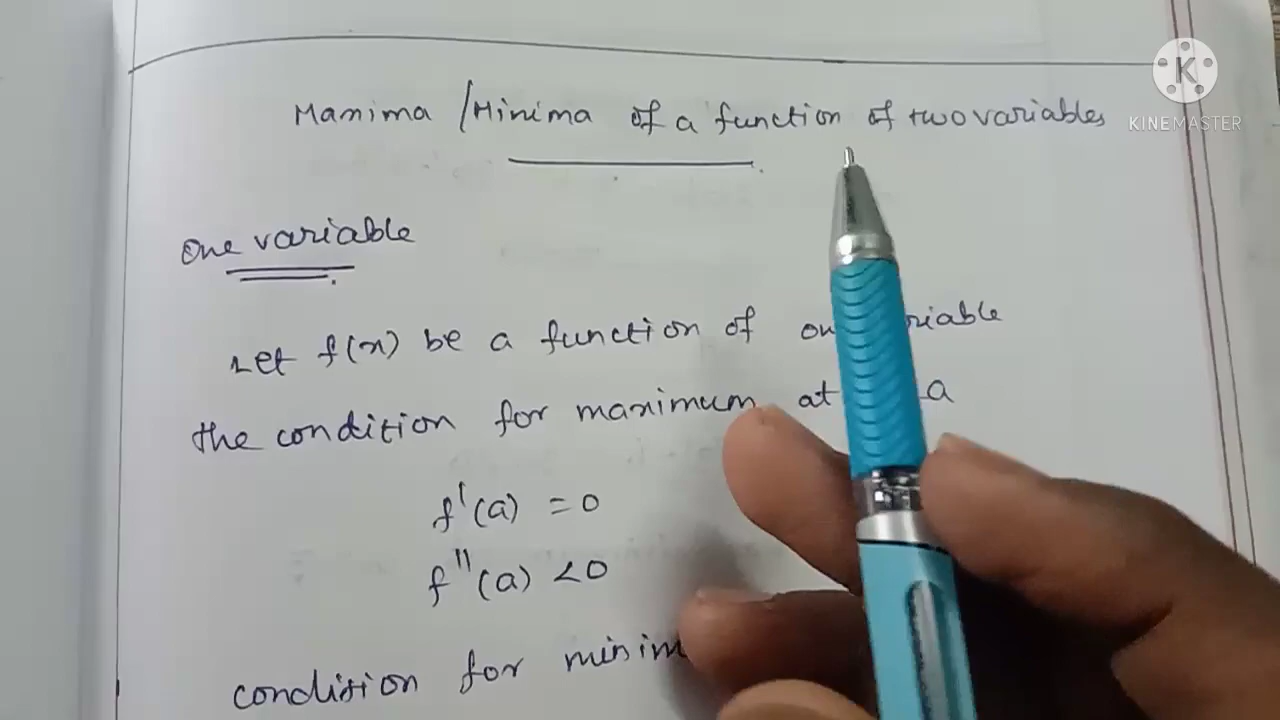 Maxima / Minima of a function of two variables
K
KINEMASTER
One variable
Let f(x) be a function of
the condition for maximum at a
f'(a) = 0
f''(a) < 0
condition for